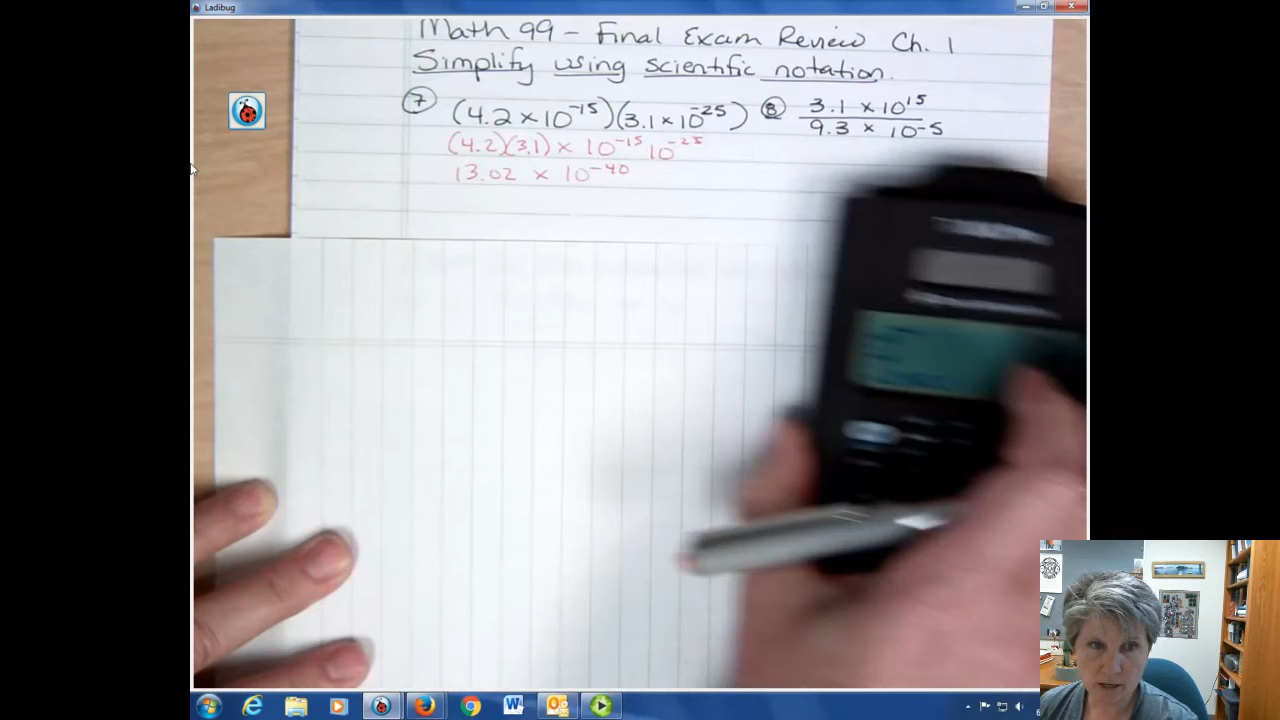 Ladibug
Math 99 - Final Exam Review Ch. 1
Simplify using scientific notation.
7 (4.2 × 10⁻¹⁵)(3.1 × 10⁻²⁵) 8 3.1 × 10¹⁵
9.3 × 10⁻⁵
(4.2)(3.1) × 10⁻¹⁵ 10⁻²⁵
13.02 × 10⁻⁴⁰